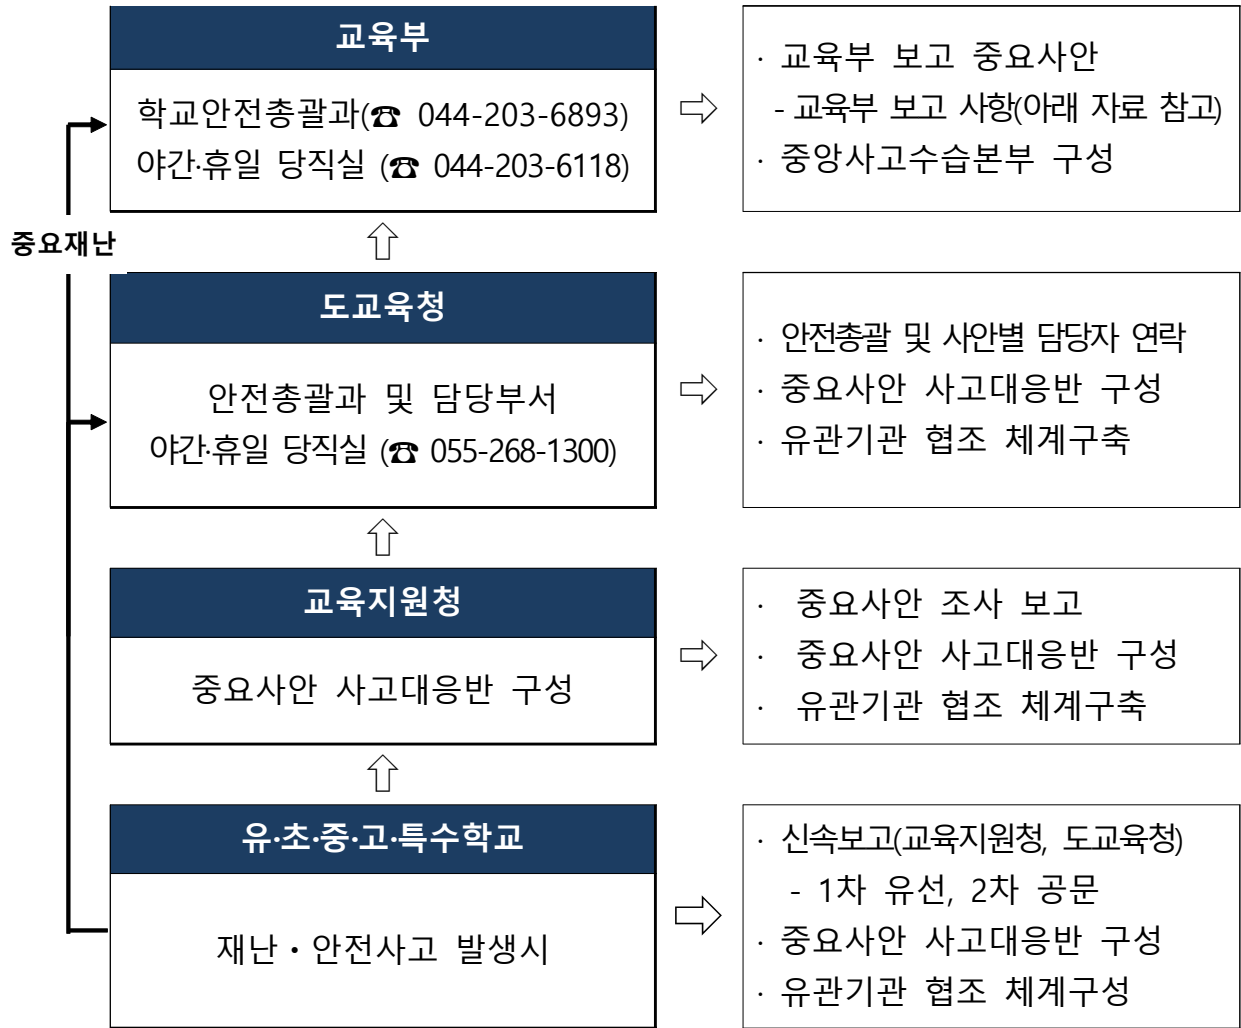 교육부
학교안전총괄과(☎ 044-203-6893)
야간·휴일 당직실 (☎ 044-203-6118)
· 교육부 보고 중요사안
- 교육부 보고 사항(아래 자료 참고)
· 중앙사고수습본부 구성
중요재난
도교육청
안전총괄과 및 담당부서
야간·휴일 당직실 (☎ 055-268-1300)
· 안전총괄 및 사안별 담당자 연락
· 중요사안 사고대응반 구성
· 유관기관 협조 체계구축
교육지원청
중요사안 사고대응반 구성
· 중요사안 조사 보고
· 중요사안 사고대응반 구성
· 유관기관 협조 체계구축
유·초·중·고·특수학교
재난·안전사고 발생시
· 신속보고(교육지원청, 도교육청)
- 1차 유선, 2차 공문
· 중요사안 사고대응반 구성
· 유관기관 협조 체계구성